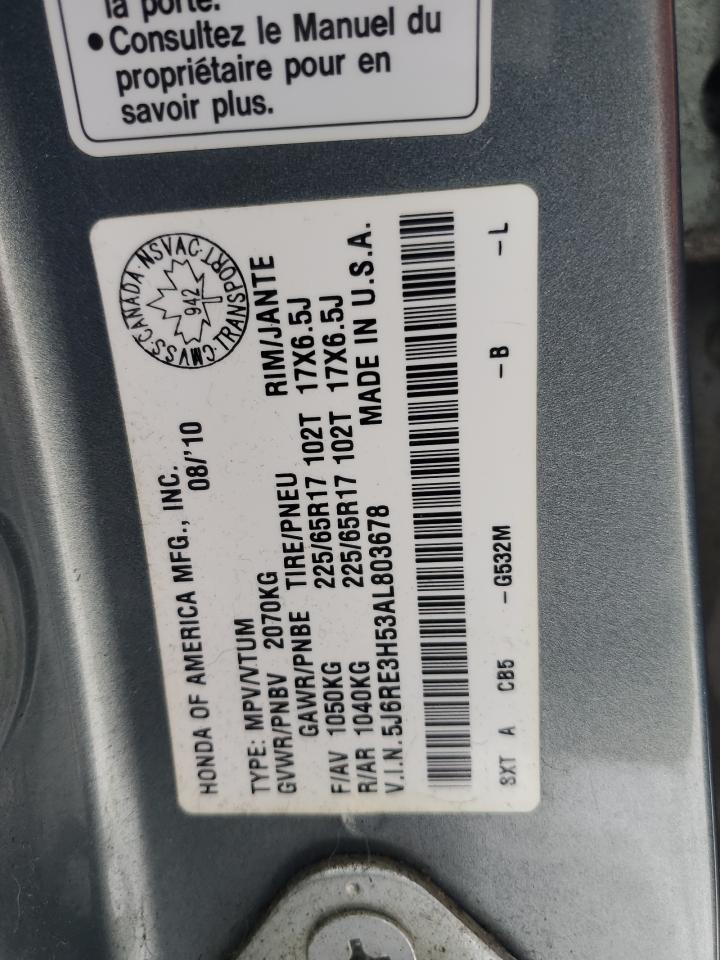 la porte.
• Consultez le Manuel du
propriétaire pour en
savoir plus.
CMVSS·CANADA·NSVAC·TRANSPORT
942
HONDA OF AMERICA MFG., INC.
08/'10
TYPE: MPV/VTUM
GVWR/PNBV 2070KG
GAWR/PNBE TIRE/PNEU RIM/JANTE
F/AV 1050KG 225/65R17 102T 17X6.5J
R/AR 1040KG 225/65R17 102T 17X6.5J
V.I.N.5J6RE3H53AL803678 MADE IN U.S.A.
SXT A CB5 -G532M -B -L